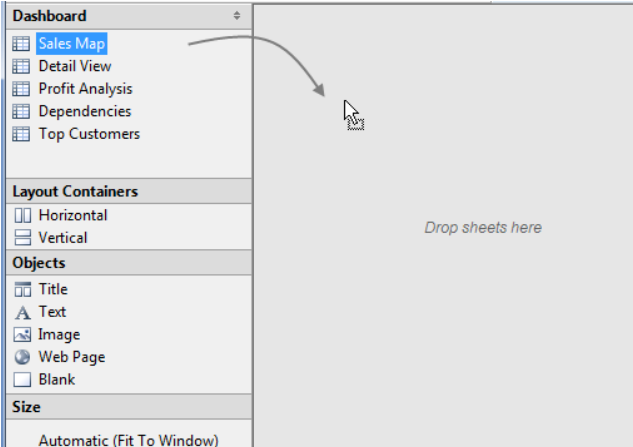 Dashboard
Sales Map
Detail View
Profit Analysis
Dependencies
Top Customers
Layout Containers
Horizontal
Vertical
Objects
Title
Text
Image
Web Page
Blank
Size
Automatic (Fit To Window)
Drop sheets here